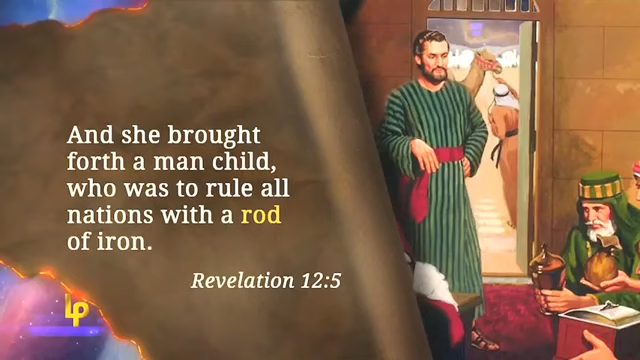 And she brought
forth a man child,
who was to rule all
nations with a rod
of iron.
Revelation 12:5
LP